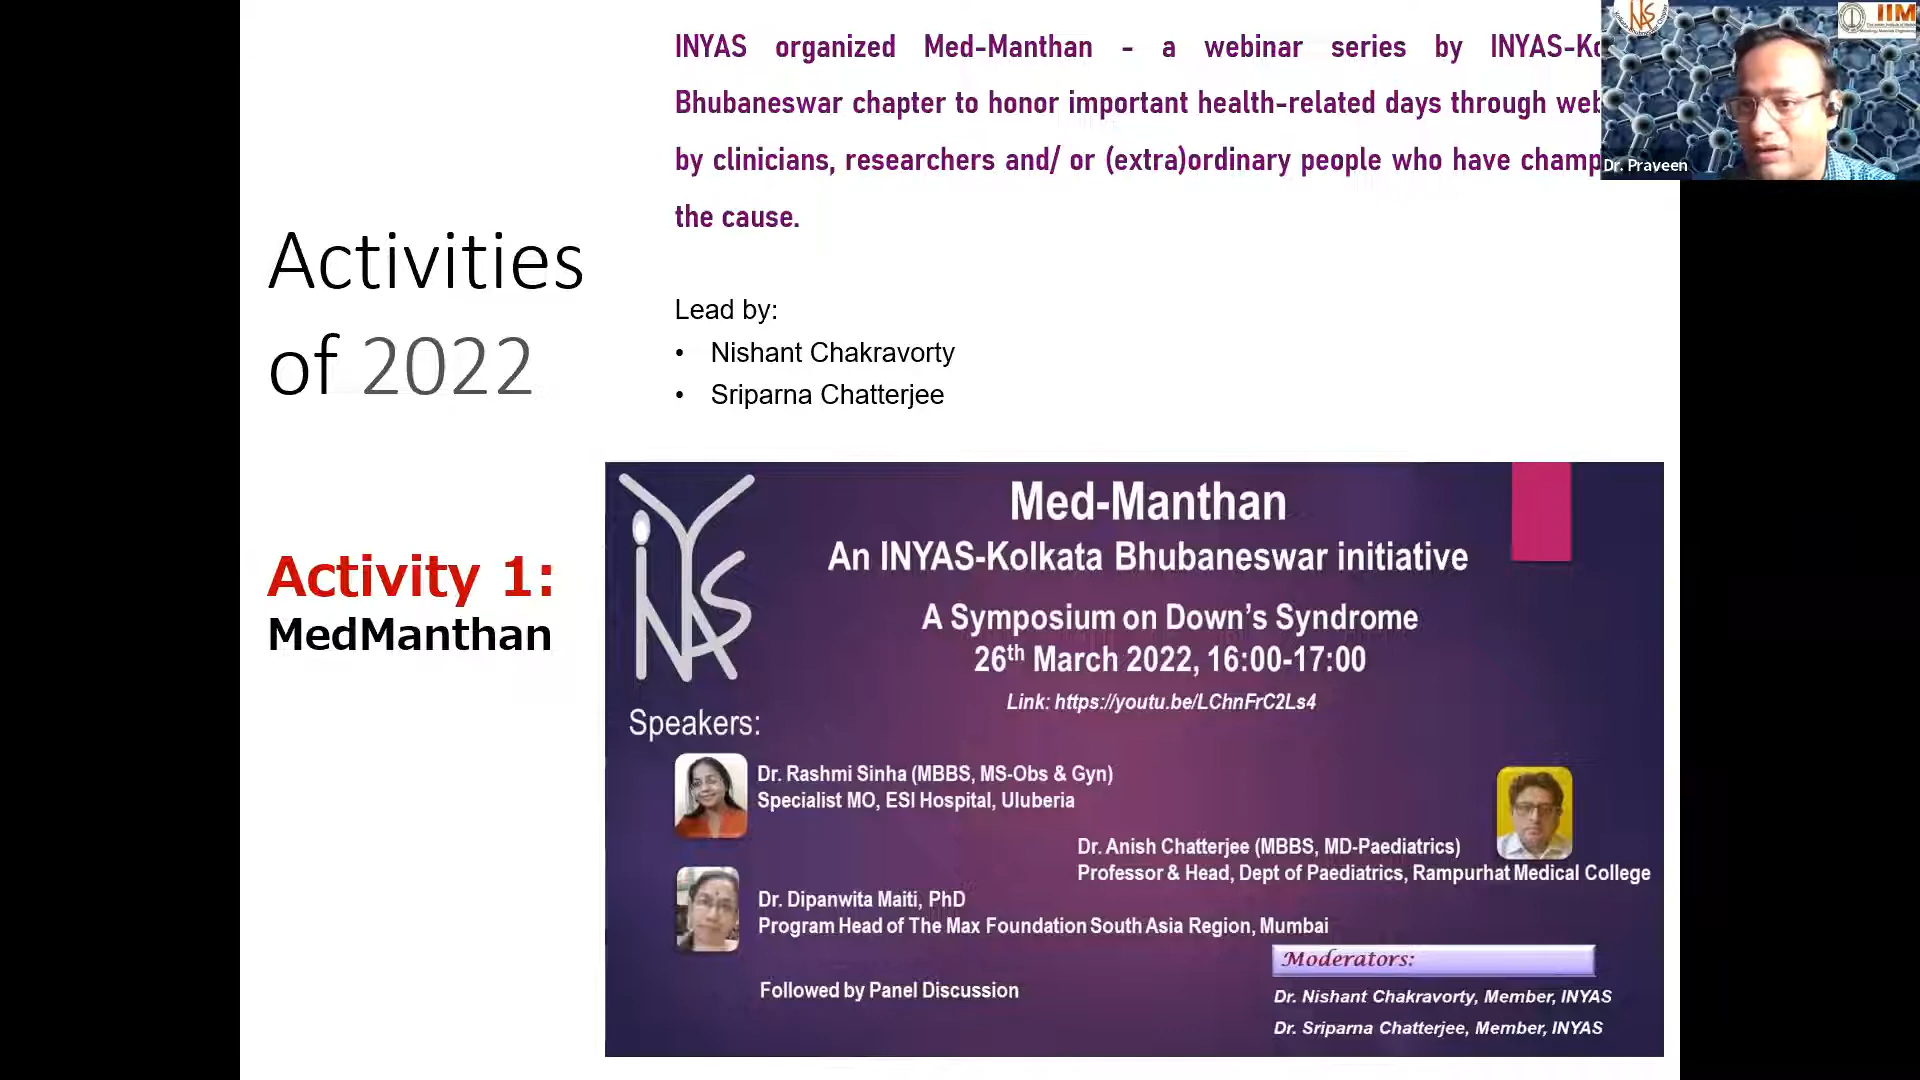 INYAS organized Med-Manthan - a webinar series by
Bhubaneswar chapter to honor important health-related days through
by clinicians, researchers and/ or (extra)ordinary people who have
the cause.
IIM
Dr. Praveen
Activities
of 2022
Lead by:
• Nishant Chakravorty
• Sriparna Chatterjee
Activity 1:
MedManthan
iNYAS
Med-Manthan
An INYAS-Kolkata Bhubaneswar initiative
A Symposium on Down's Syndrome
26th March 2022, 16:00-17:00
Link: https://youtu.be/LChnFrC2Ls4
Speakers:
Dr. Rashmi Sinha (MBBS, MS-Obs & Gyn)
Specialist MO, ESI Hospital, Uluberia
Dr. Anish Chatterjee (MBBS, MD-Paediatrics)
Professor & Head, Dept of Paediatrics, Rampurhat Medical College
Dr. Dipanwita Maiti, PhD
Program Head of The Max Foundation South Asia Region, Mumbai
Followed by Panel Discussion
Moderators:
Dr. Nishant Chakravorty, Member, INYAS
Dr. Sriparna Chatterjee, Member, INYAS